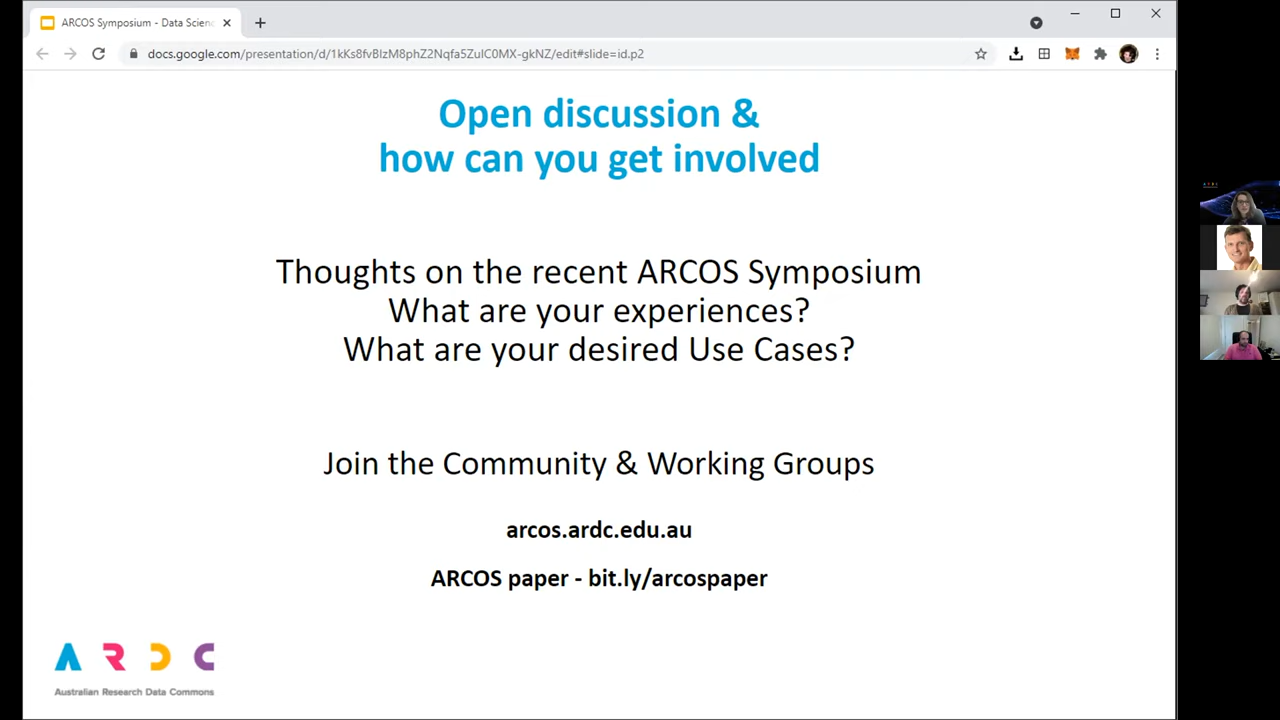 ARCOS Symposium - Data Scienc
docs.google.com/presentation/d/1kKs8fvBlzM8phZ2Nqfa5ZulC0MX-gkNZ/edit#slide=id.p2
Open discussion &
how can you get involved
Thoughts on the recent ARCOS Symposium
What are your experiences?
What are your desired Use Cases?
Join the Community & Working Groups
arcos.ardc.edu.au
ARCOS paper - bit.ly/arcospaper
ARDC
Australian Research Data Commons